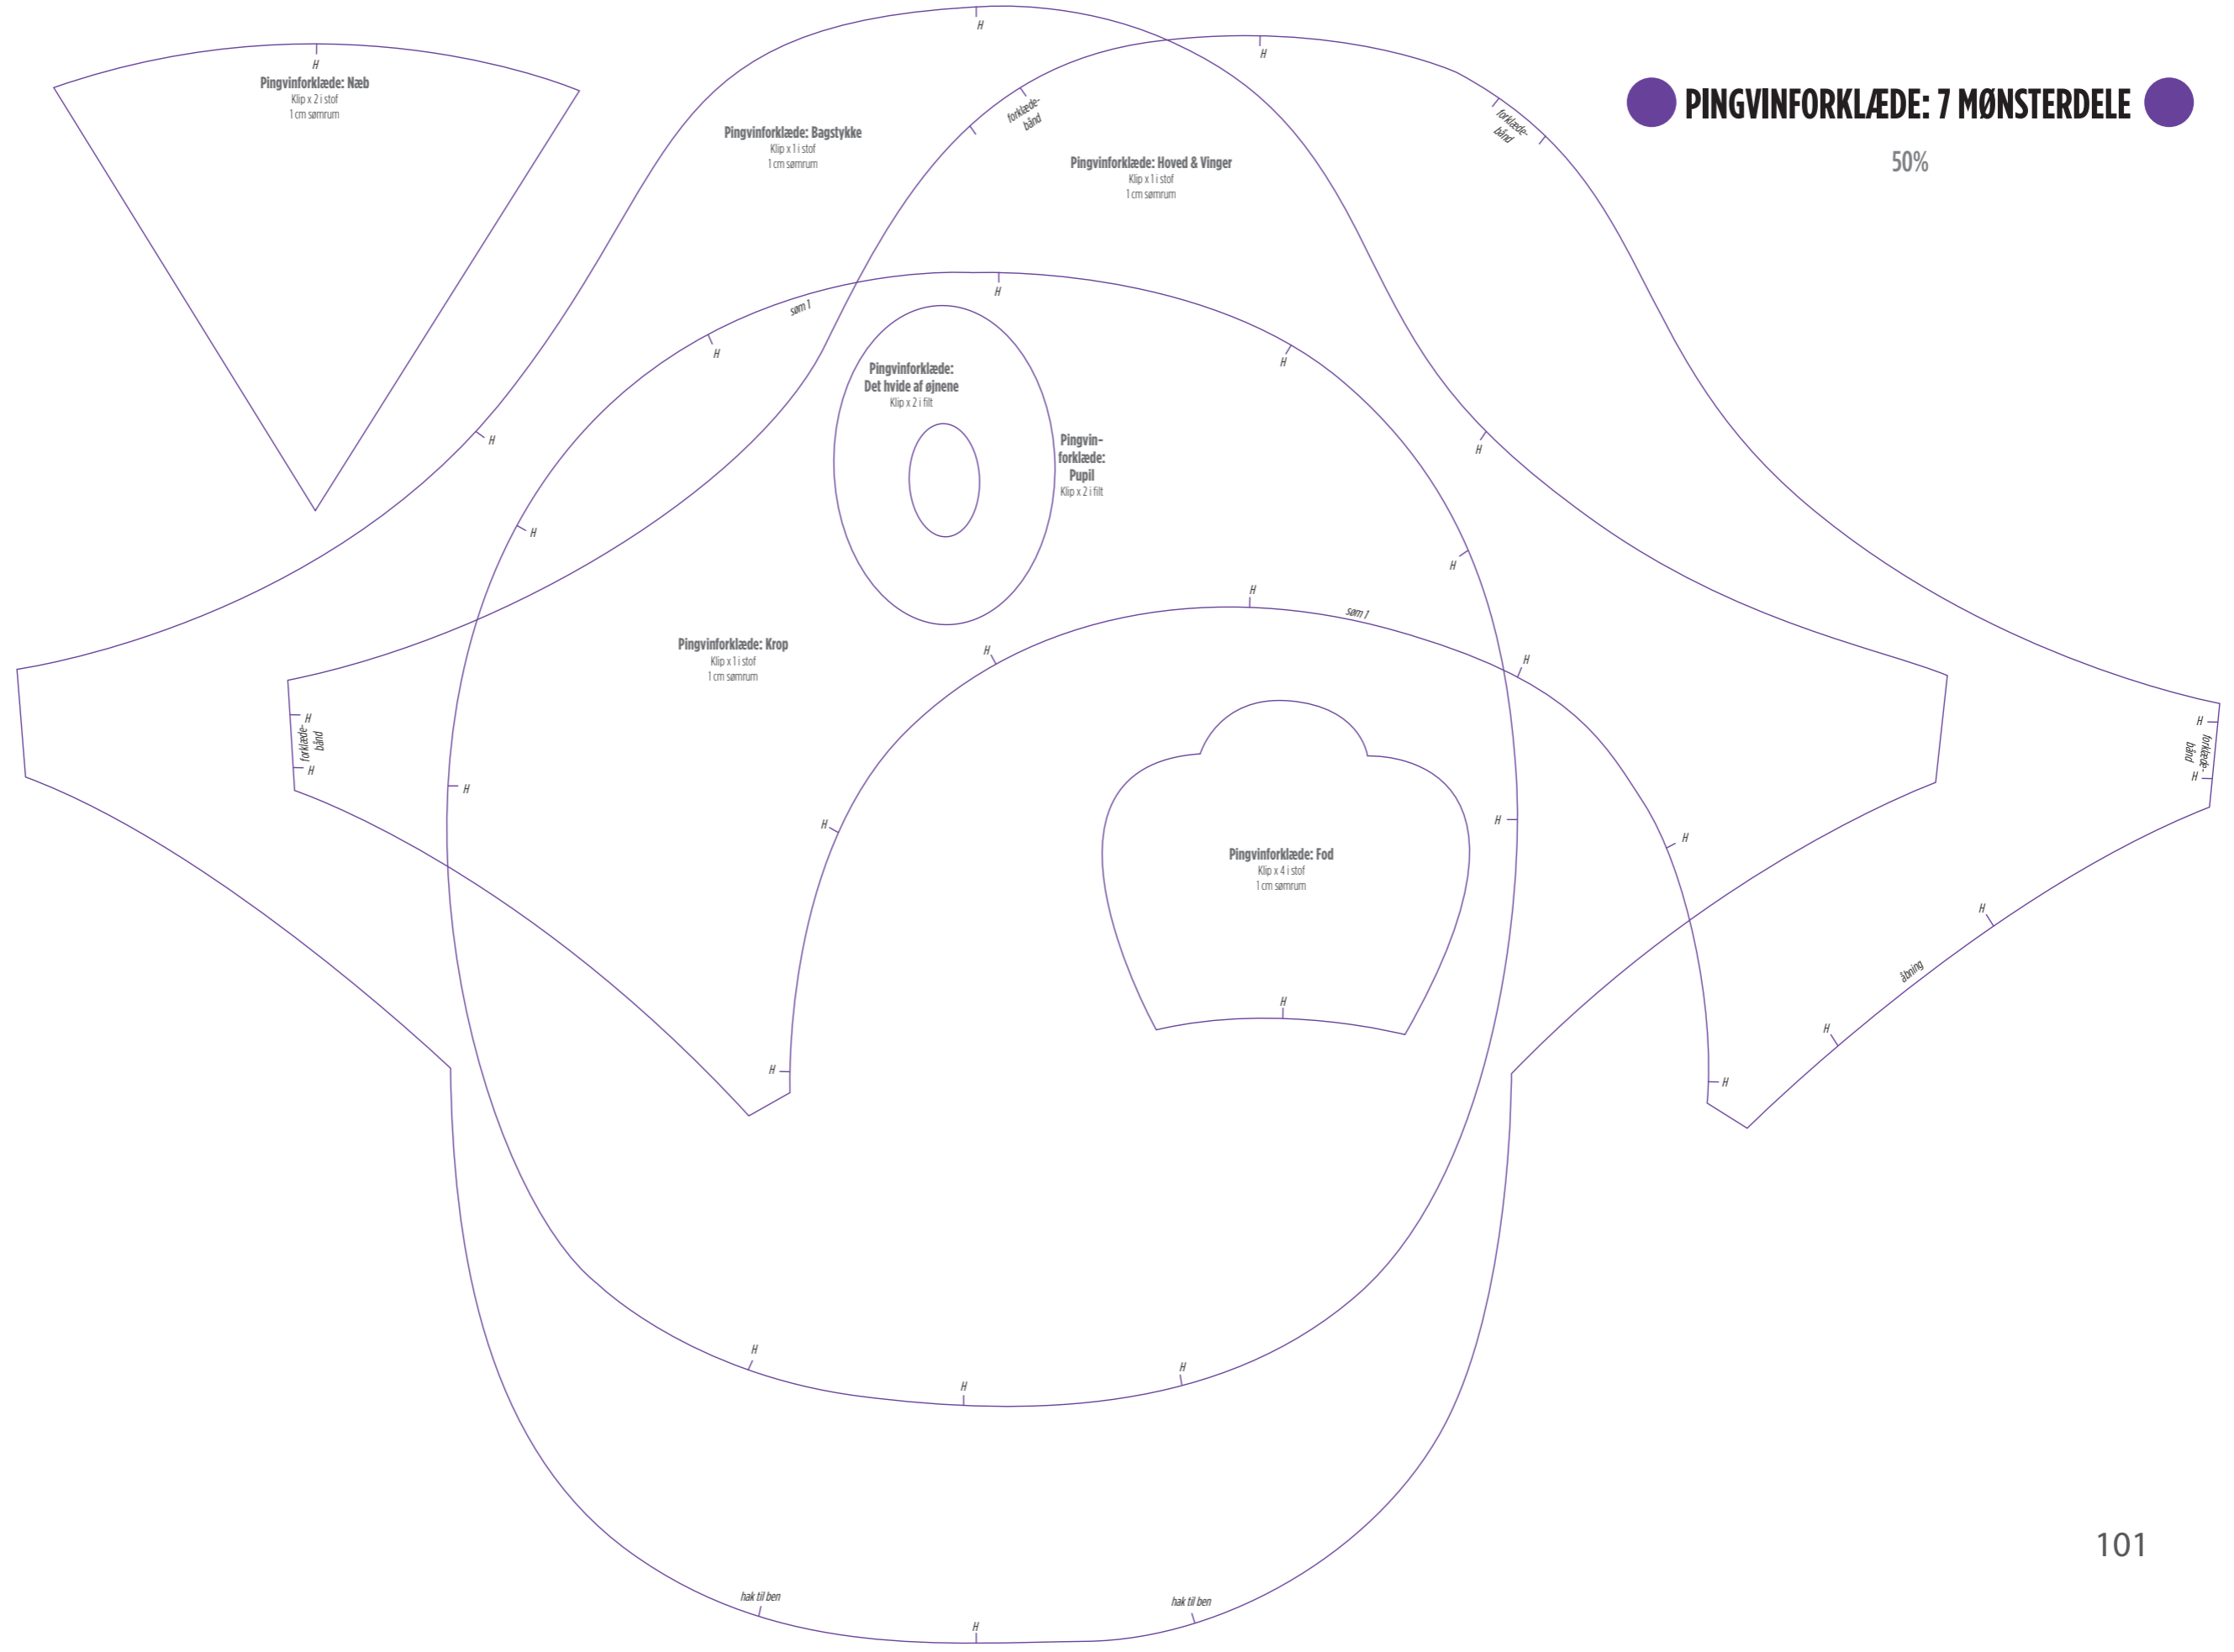 PINGVINFORKLÆDE: 7 MØNSTERDELE
50%
H
Pingvinforklæde: Næb
Klip x 2 i stof
1 cm sømrum
H
Pingvinforklæde: Bagstykke
Klip x 1 i stof
1 cm sømrum
H
forklæde-
bånd
forklæde-
bånd
Pingvinforklæde: Hoved & Vinger
Klip x 1 i stof
1 cm sømrum
H
søm 1
H
H
H
Pingvinforklæde:
Det hvide af øjnene
Klip x 2 i filt
Pingvin-
forklæde:
Pupil
Klip x 2 i filt
H
H
H
H
H
søm 1
Pingvinforklæde: Krop
Klip x 1 i stof
1 cm sømrum
H
H
H
forklæde-
bånd
H
H
forklæde-
bånd
H
H
H
H
H
Pingvinforklæde: Fod
Klip x 4 i stof
1 cm sømrum
H
H
åbning
H
H
H
H
H
H
H
hak til ben
H
hak til ben
101